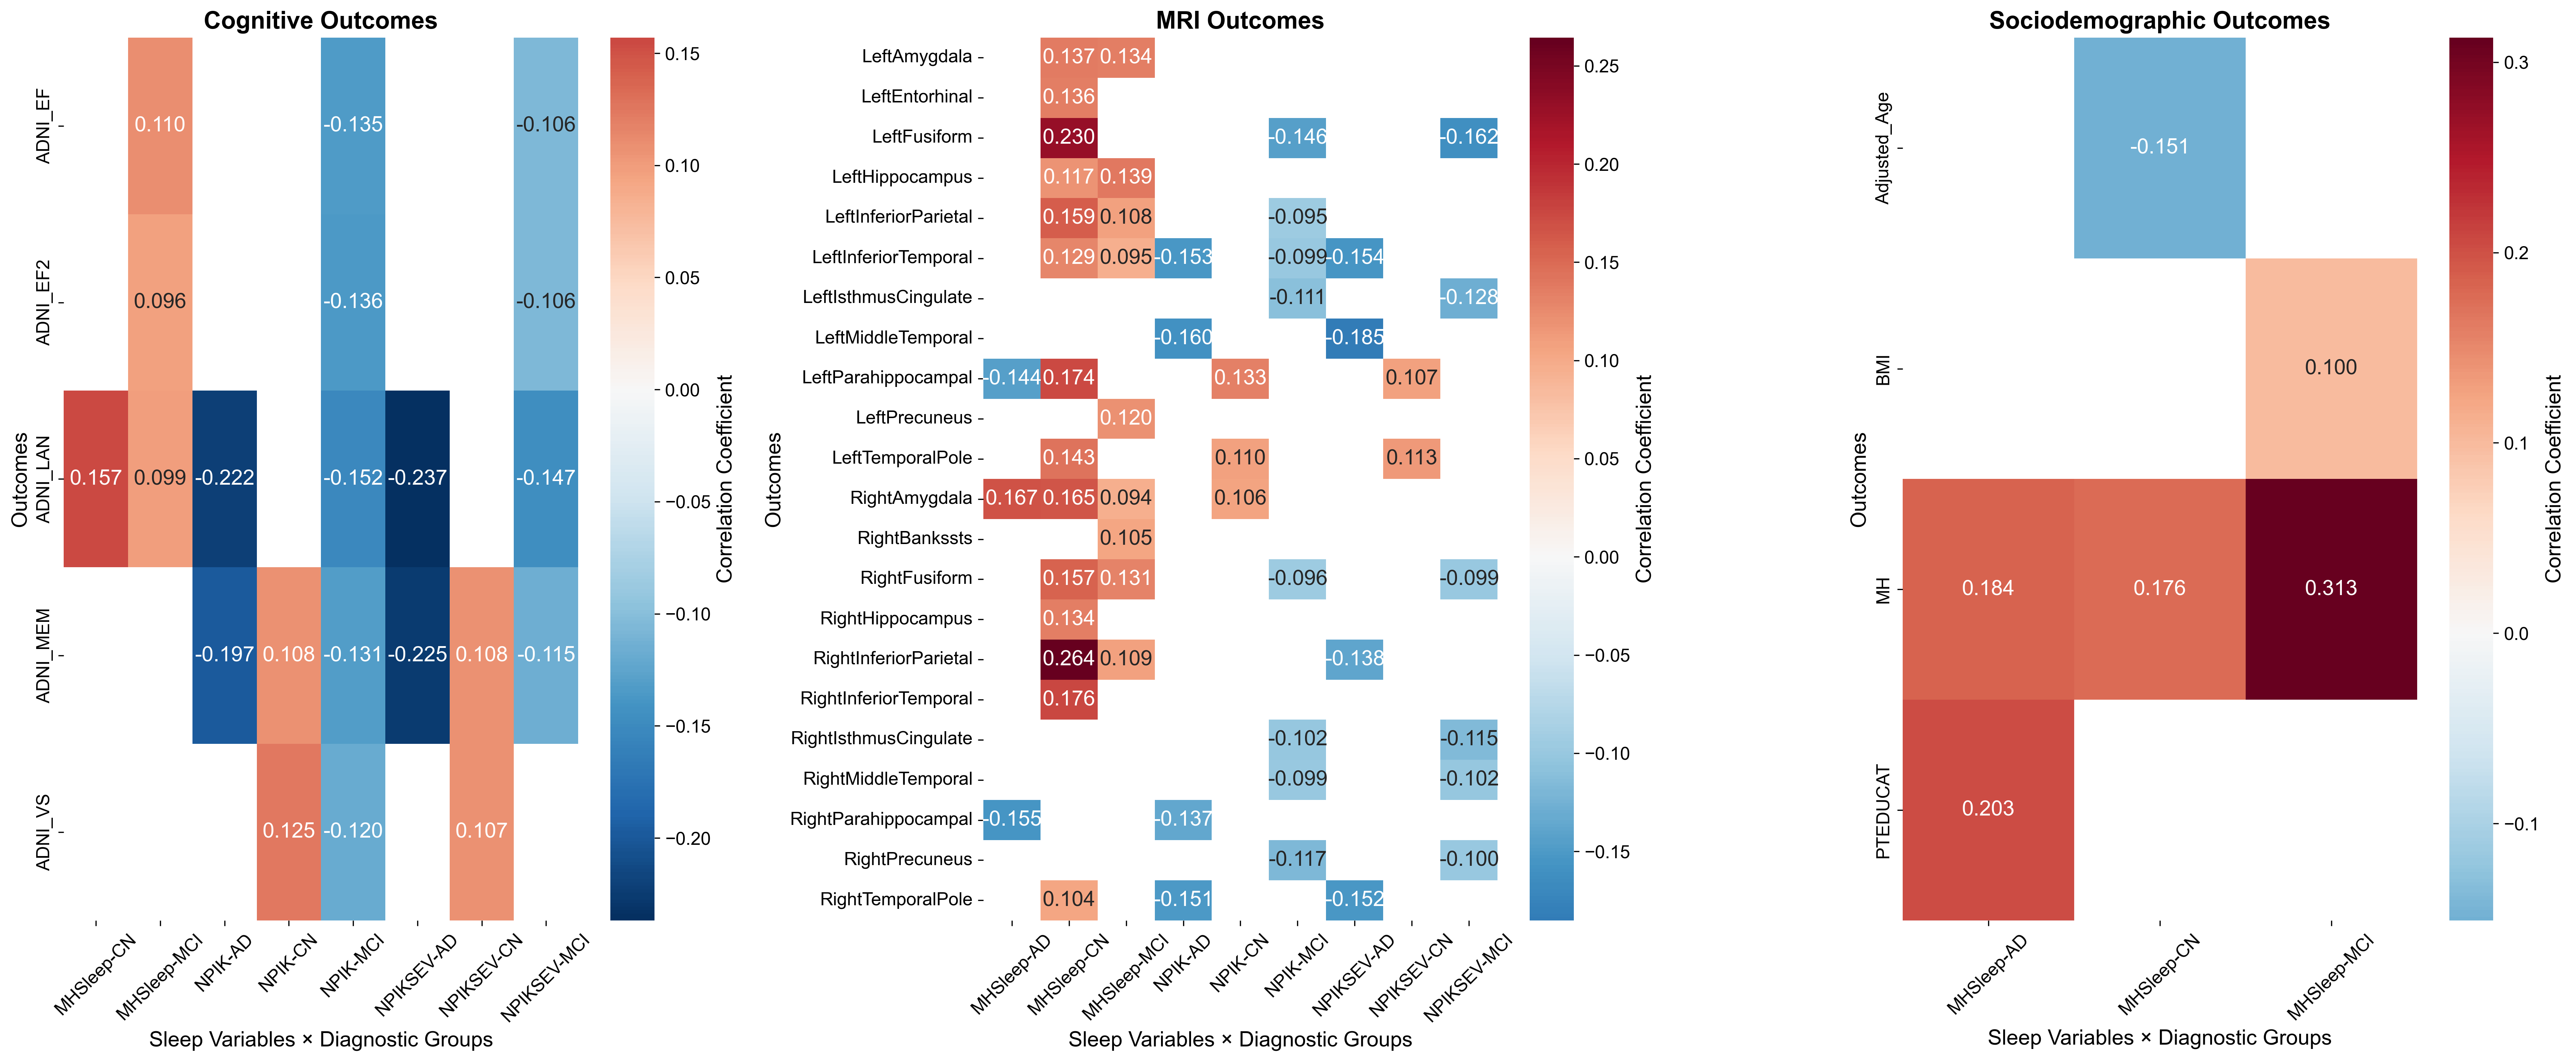 Cognitive Outcomes
Outcomes
ADNI_EF
0.110 -0.135 -0.106
ADNI_EF2
0.096 -0.136 -0.106
ADNI_LAN
0.157 0.099 -0.222 -0.152 -0.237 -0.147
ADNI_MEM
-0.197 0.108 -0.131 -0.225 0.108 -0.115
ADNI_VS
0.125 -0.120 0.107
MHSleep-CN MHSleep-MCI NPIK-AD NPIK-CN NPIK-MCI NPIKSEV-AD NPIKSEV-CN NPIKSEV-MCI
Sleep Variables × Diagnostic Groups
0.15
0.10
0.05
0.00
−0.05
−0.10
−0.15
−0.20
Correlation Coefficient
MRI Outcomes
Outcomes
LeftAmygdala 0.137 0.134
LeftEntorhinal 0.136
LeftFusiform 0.230 -0.146 -0.162
LeftHippocampus 0.117 0.139
LeftInferiorParietal 0.159 0.108 -0.095
LeftInferiorTemporal 0.129 0.095 -0.153 -0.099 -0.154
LeftIsthmusCingulate -0.111 -0.128
LeftMiddleTemporal -0.160 -0.185
LeftParahippocampal -0.144 0.174 0.133 0.107
LeftPrecuneus 0.120
LeftTemporalPole 0.143 0.110 0.113
RightAmygdala 0.167 0.165 0.094 0.106
RightBankssts 0.105
RightFusiform 0.157 0.131 -0.096 -0.099
RightHippocampus 0.134
RightInferiorParietal 0.264 0.109 -0.138
RightInferiorTemporal 0.176
RightIsthmusCingulate -0.102 -0.115
RightMiddleTemporal -0.099 -0.102
RightParahippocampal -0.155 -0.137
RightPrecuneus -0.117 -0.100
RightTemporalPole 0.104 -0.151 -0.152
MHSleep-AD MHSleep-CN MHSleep-MCI NPIK-AD NPIK-CN NPIK-MCI NPIKSEV-AD NPIKSEV-CN NPIKSEV-MCI
Sleep Variables × Diagnostic Groups
0.25
0.20
0.15
0.10
0.05
0.00
−0.05
−0.10
−0.15
Correlation Coefficient
Sociodemographic Outcomes
Outcomes
Adjusted_Age
-0.151
BMI
0.100
MH
0.184 0.176 0.313
PTEDUCAT
0.203
MHSleep-AD MHSleep-CN MHSleep-MCI
Sleep Variables × Diagnostic Groups
0.3
0.2
0.1
0.0
−0.1
Correlation Coefficient